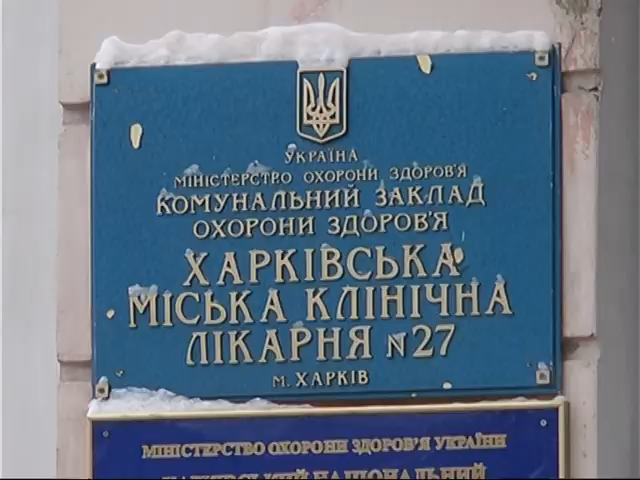 УКРАЇНА
МІНІСТЕРСТВО ОХОРОНИ ЗДОРОВ'Я
КОМУНАЛЬНИЙ ЗАКЛАД
ОХОРОНИ ЗДОРОВ'Я
ХАРКІВСЬКА
МІСЬКА КЛІНІЧНА
ЛІКАРНЯ N27
М. ХАРКІВ
МІНІСТЕРСТВО ОХОРОНИ ЗДОРОВ'Я УКРАЇНИ
ХАРКІВСЬКИЙ НАЦІОНАЛЬНИЙ